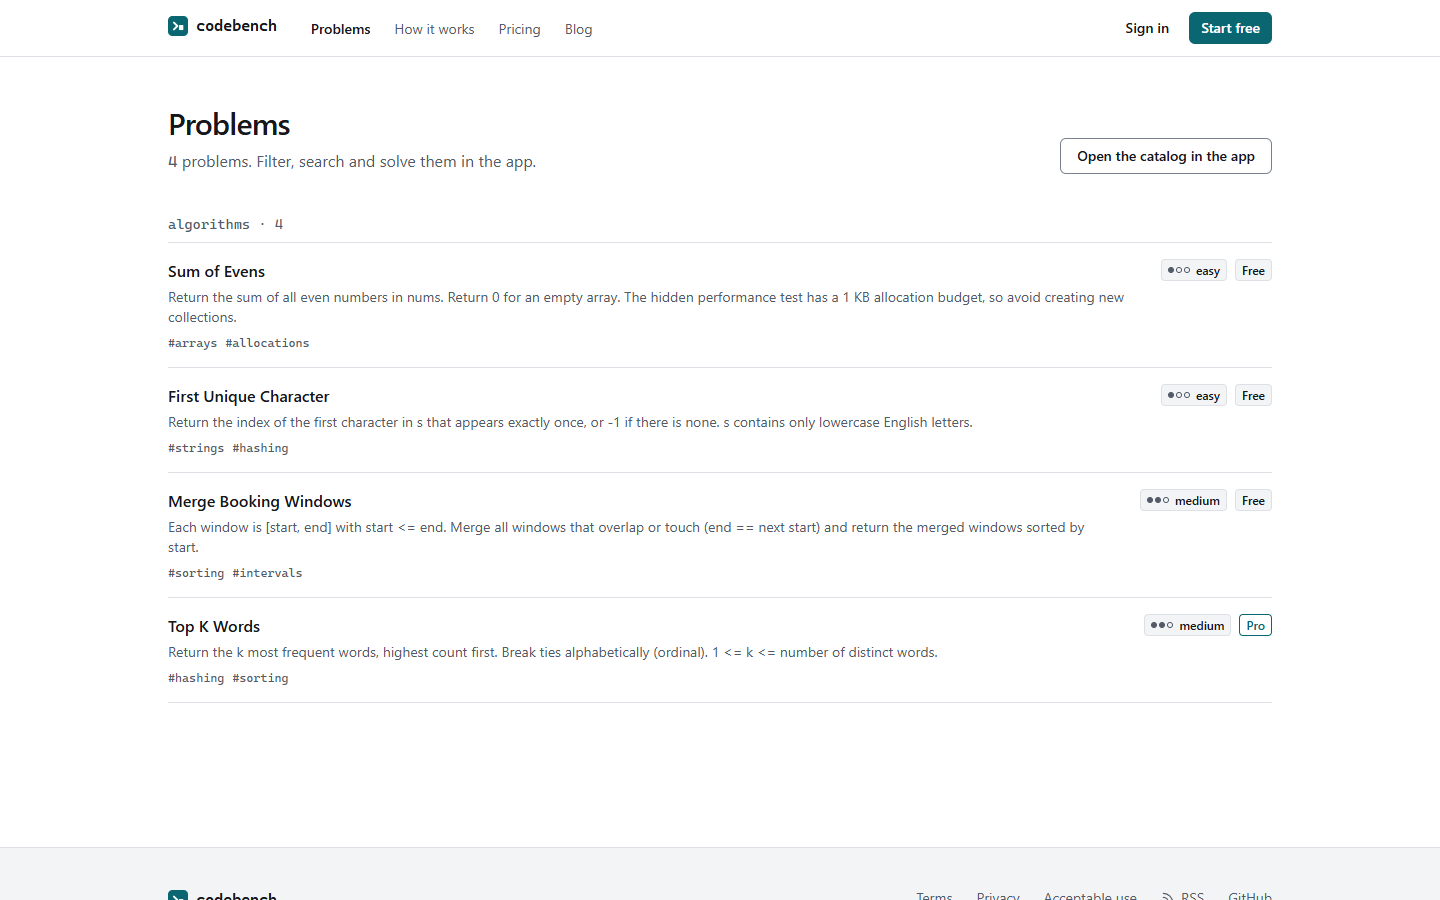 codebench
Problems
How it works
Pricing
Blog
Sign in
Start free
Problems
4 problems. Filter, search and solve them in the app.
Open the catalog in the app
algorithms · 4
Sum of Evens
easy
Free
Return the sum of all even numbers in nums. Return 0 for an empty array. The hidden performance test has a 1 KB allocation budget, so avoid creating new
collections.
#arrays #allocations
First Unique Character
easy
Free
Return the index of the first character in s that appears exactly once, or -1 if there is none. s contains only lowercase English letters.
#strings #hashing
Merge Booking Windows
medium
Free
Each window is [start, end] with start <= end. Merge all windows that overlap or touch (end == next start) and return the merged windows sorted by
start.
#sorting #intervals
Top K Words
medium
Pro
Return the k most frequent words, highest count first. Break ties alphabetically (ordinal). 1 <= k <= number of distinct words.
#hashing #sorting
codebench
Terms
Privacy
Acceptable use
RSS
GitHub